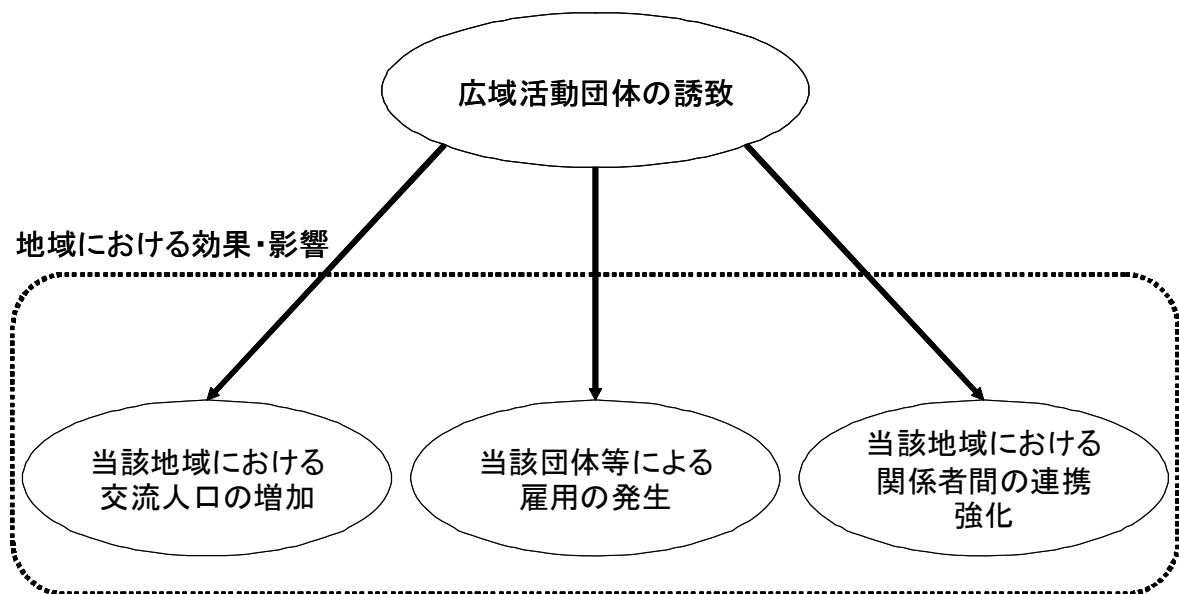 広域活動団体の誘致
地域における効果・影響
当該地域における
交流人口の増加
当該団体等による
雇用の発生
当該地域における
関係者間の連携
強化